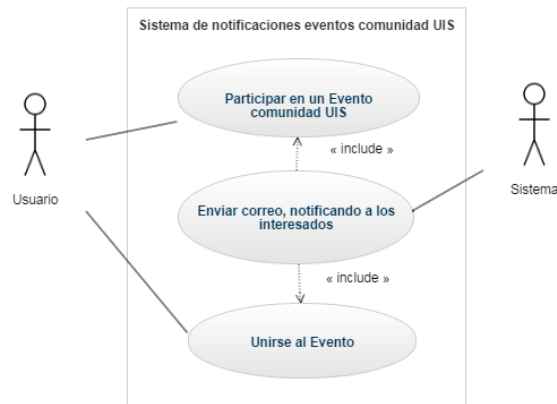 Sistema de notificaciones eventos comunidad UIS
Participar en un Evento
comunidad UIS
« include »
Usuario
Sistema
Enviar correo, notificando a los
interesados
« include »
Unirse al Evento